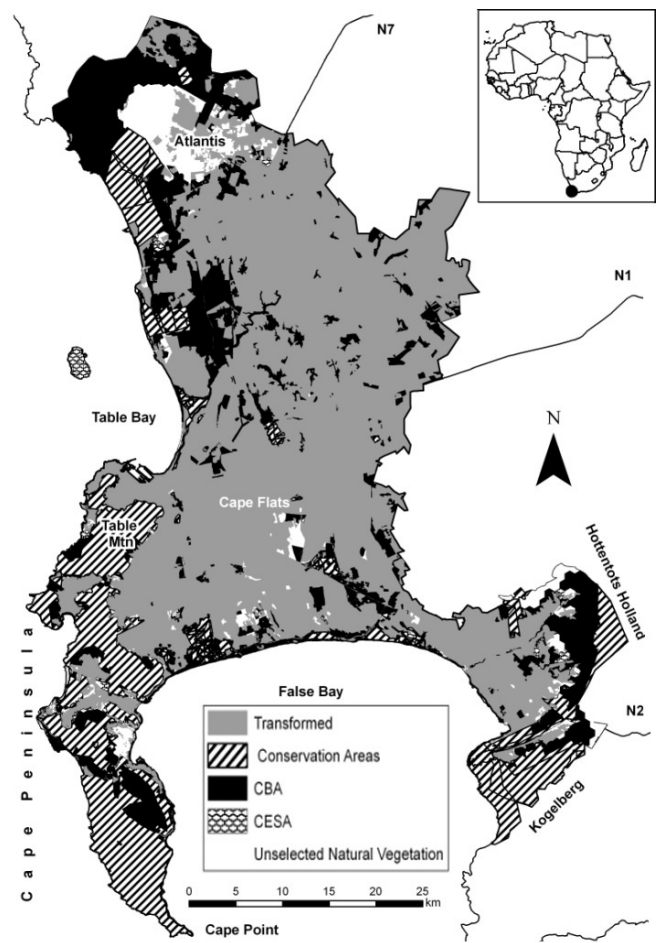 N7
Atlantis
N1
Table Bay
N
Cape Flats
Table
Mtn
Hottentots Holland
Cape Peninsula
False Bay
N2
Transformed
Conservation Areas
CBA
CESA
Unselected Natural Vegetation
Kogelberg
0 5 10 15 20 25
km
Cape Point